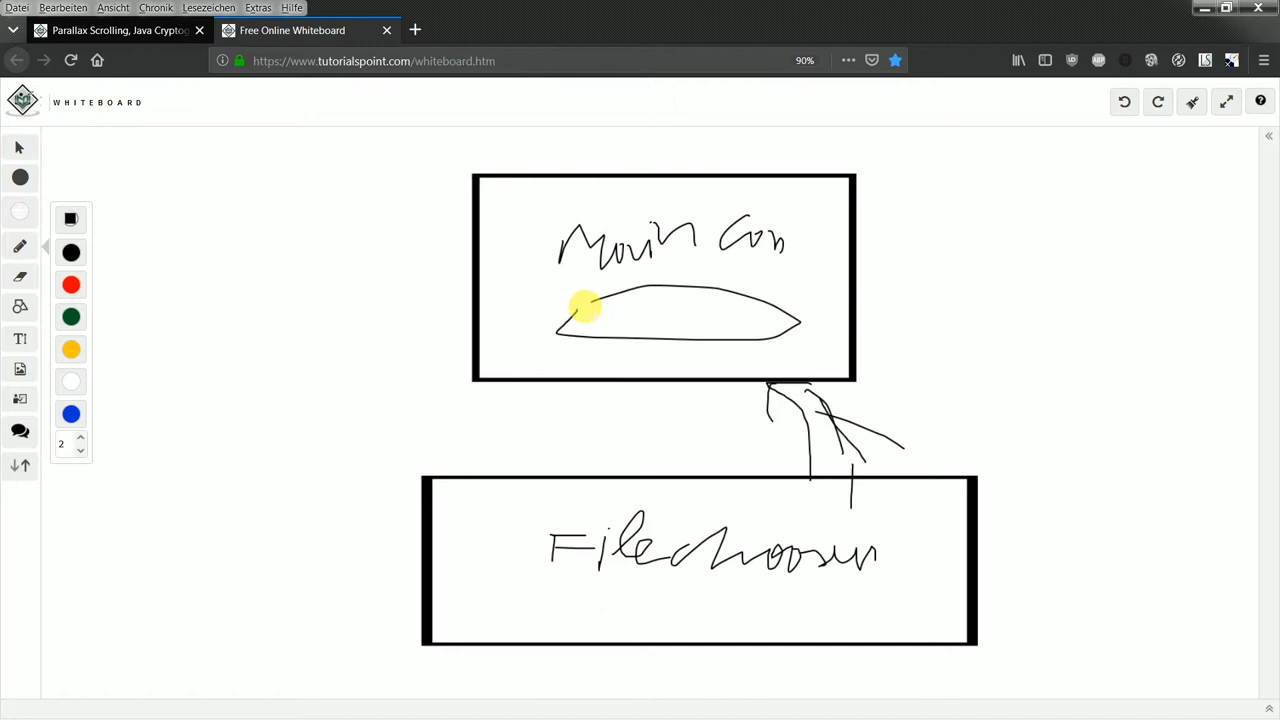 Datei Bearbeiten Ansicht Chronik Lesezeichen Extras Hilfe
Parallax Scrolling, Java Cryptog
Free Online Whiteboard
https://www.tutorialspoint.com/whiteboard.htm 90%
WHITEBOARD
T
2
Con
Filechooser